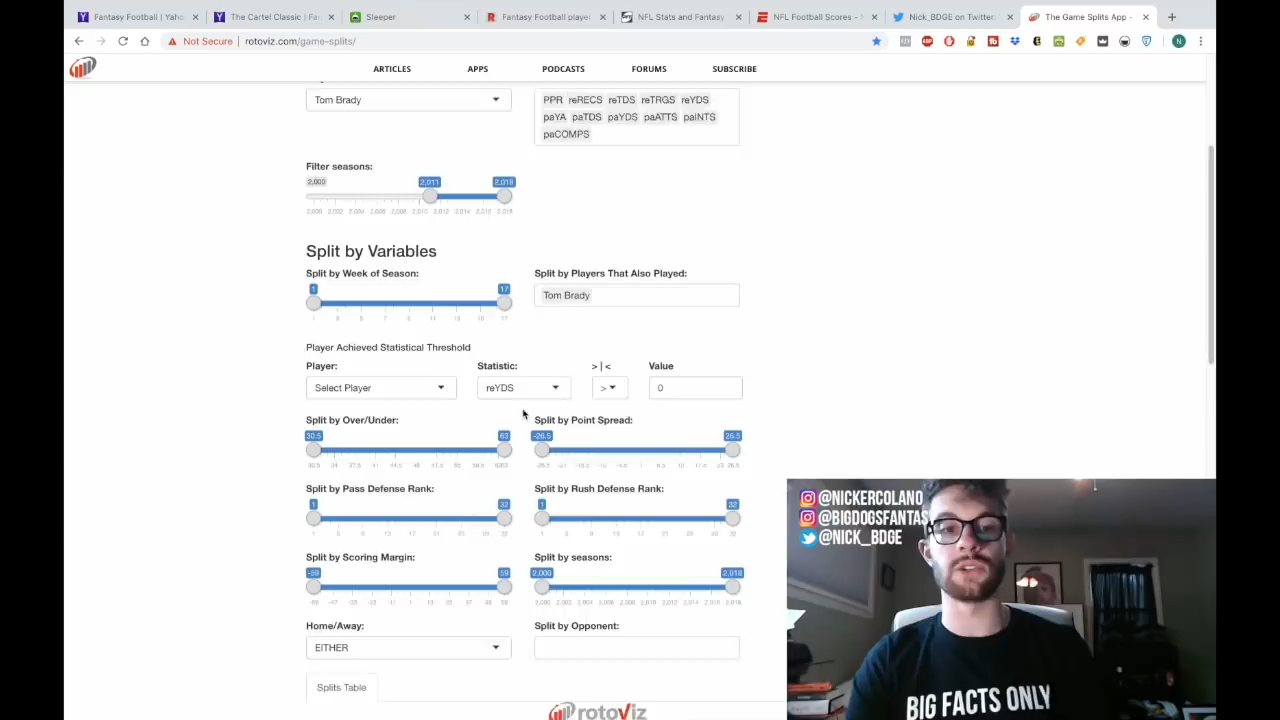 Fantasy Football | Yaho
The Cartel Classic | Fan
Sleeper
Fantasy Football player
NFL Stats and Fantasy
NFL Football Scores -
Nick_BDGE on Twitter:
The Game Splits App -
Not Secure | rotoviz.com/game-splits/
N
ARTICLES
APPS
PODCASTS
FORUMS
SUBSCRIBE
Tom Brady
PPR reRECS reTDS reTRGS reYDS
paYA paTDS paYDS paATTS paINTS
paCOMPS
Filter seasons:
2,000 2,011 2,018
Split by Variables
Split by Week of Season:
1 17
Split by Players That Also Played:
Tom Brady
Player Achieved Statistical Threshold
Player:
Statistic:
> | <
Value
Select Player
reYDS
>
0
Split by Over/Under:
30.5 63
Split by Point Spread:
-26.5 26.5
Split by Pass Defense Rank:
1 32
Split by Rush Defense Rank:
1 32
Split by Scoring Margin:
-59 59
Split by seasons:
2,000 2,018
Home/Away:
EITHER
Split by Opponent:
Splits Table
rotoViz
@NICKERCOLANO
@BIGDOGSFANTAS
@NICK_BDGE
BIG FACTS ONLY